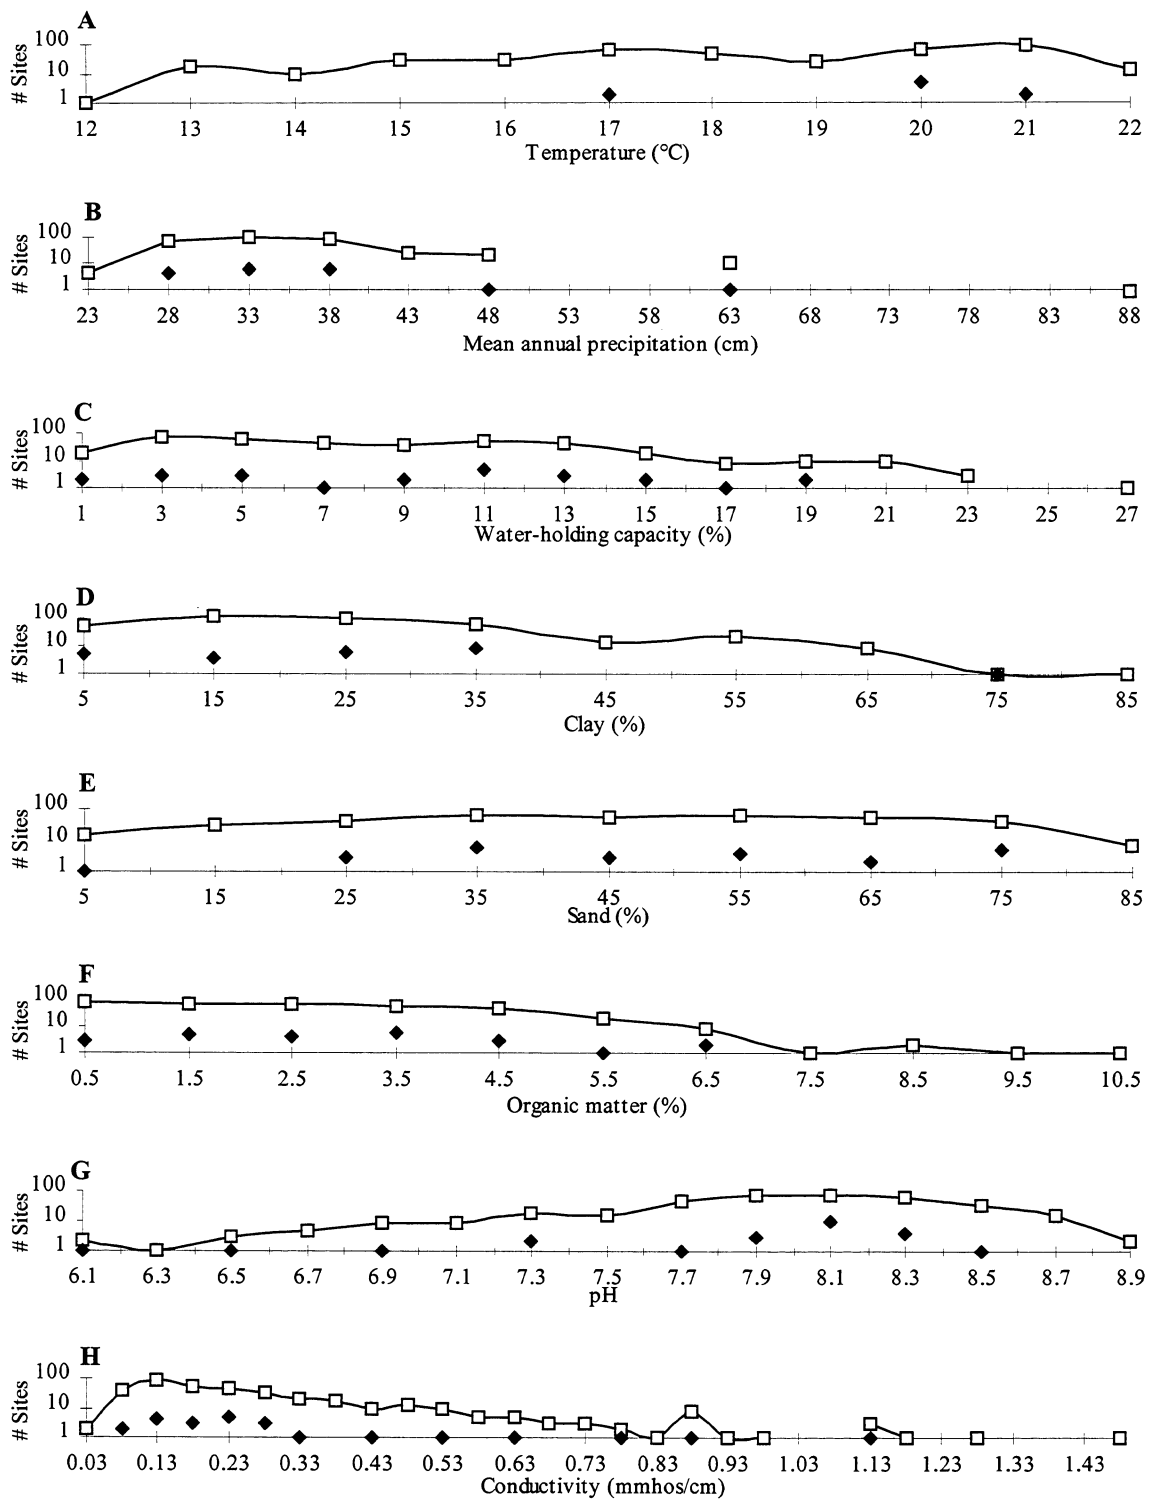 A
# Sites
100
10
1
12 13 14 15 16 17 18 19 20 21 22
Temperature (°C)
B
# Sites
100
10
1
23 28 33 38 43 48 53 58 63 68 73 78 83 88
Mean annual precipitation (cm)
C
# Sites
100
10
1
1 3 5 7 9 11 13 15 17 19 21 23 25 27
Water-holding capacity (%)
D
# Sites
100
10
1
5 15 25 35 45 55 65 75 85
Clay (%)
E
# Sites
100
10
1
5 15 25 35 45 55 65 75 85
Sand (%)
F
# Sites
100
10
1
0.5 1.5 2.5 3.5 4.5 5.5 6.5 7.5 8.5 9.5 10.5
Organic matter (%)
G
# Sites
100
10
1
6.1 6.3 6.5 6.7 6.9 7.1 7.3 7.5 7.7 7.9 8.1 8.3 8.5 8.7 8.9
pH
H
# Sites
100
10
1
0.03 0.13 0.23 0.33 0.43 0.53 0.63 0.73 0.83 0.93 1.03 1.13 1.23 1.33 1.43
Conductivity (mmhos/cm)